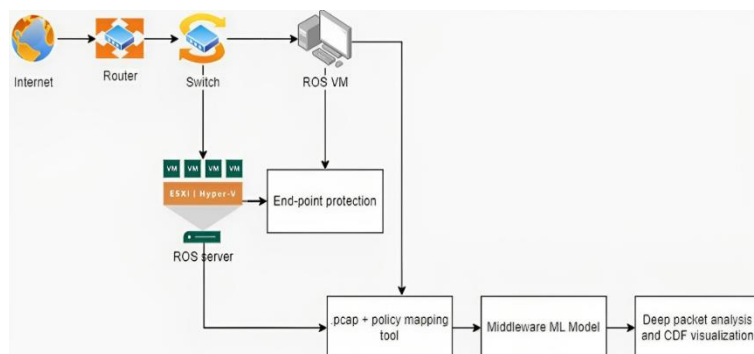 Internet
Router
Switch
ROS VM
VM VM VM VM
ESXi | Hyper-V
End-point protection
ROS server
.pcap + policy mapping
tool
Middleware ML Model
Deep packet analysis
and CDF visualization